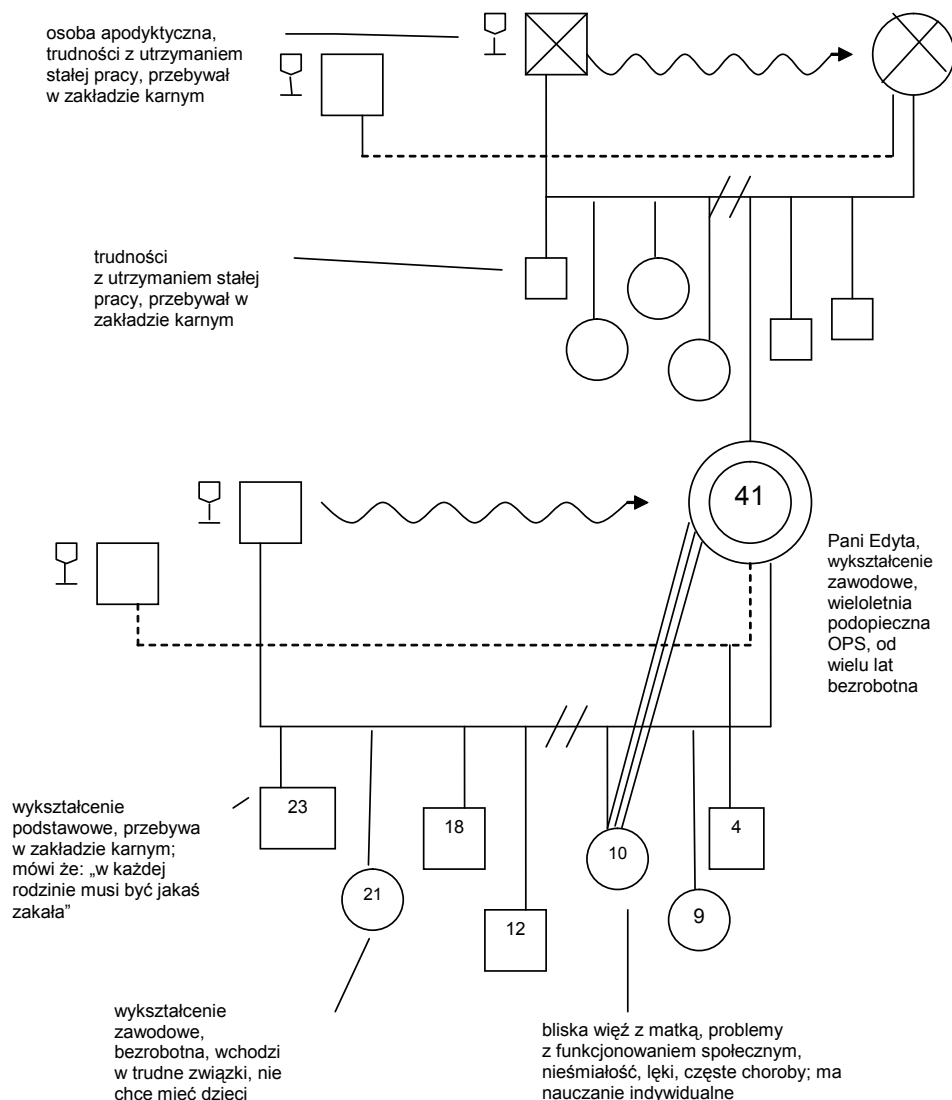 osoba apodyktyczna,
trudności z utrzymaniem
stałej pracy, przebywał
w zakładzie karnym
trudności
z utrzymaniem stałej
pracy, przebywał w
zakładzie karnym
41
Pani Edyta,
wykształcenie
zawodowe,
wieloletnia
podopieczna
OPS, od
wielu lat
bezrobotna
wykształcenie
podstawowe, przebywa
w zakładzie karnym;
mówi że: „w każdej
rodzinie musi być jakaś
zakała”
23
21
18
12
10
9
4
wykształcenie
zawodowe,
bezrobotna, wchodzi
w trudne związki, nie
chce mieć dzieci
bliska więź z matką, problemy
z funkcjonowaniem społecznym,
nieśmiałość, lęki, częste choroby; ma
nauczanie indywidualne